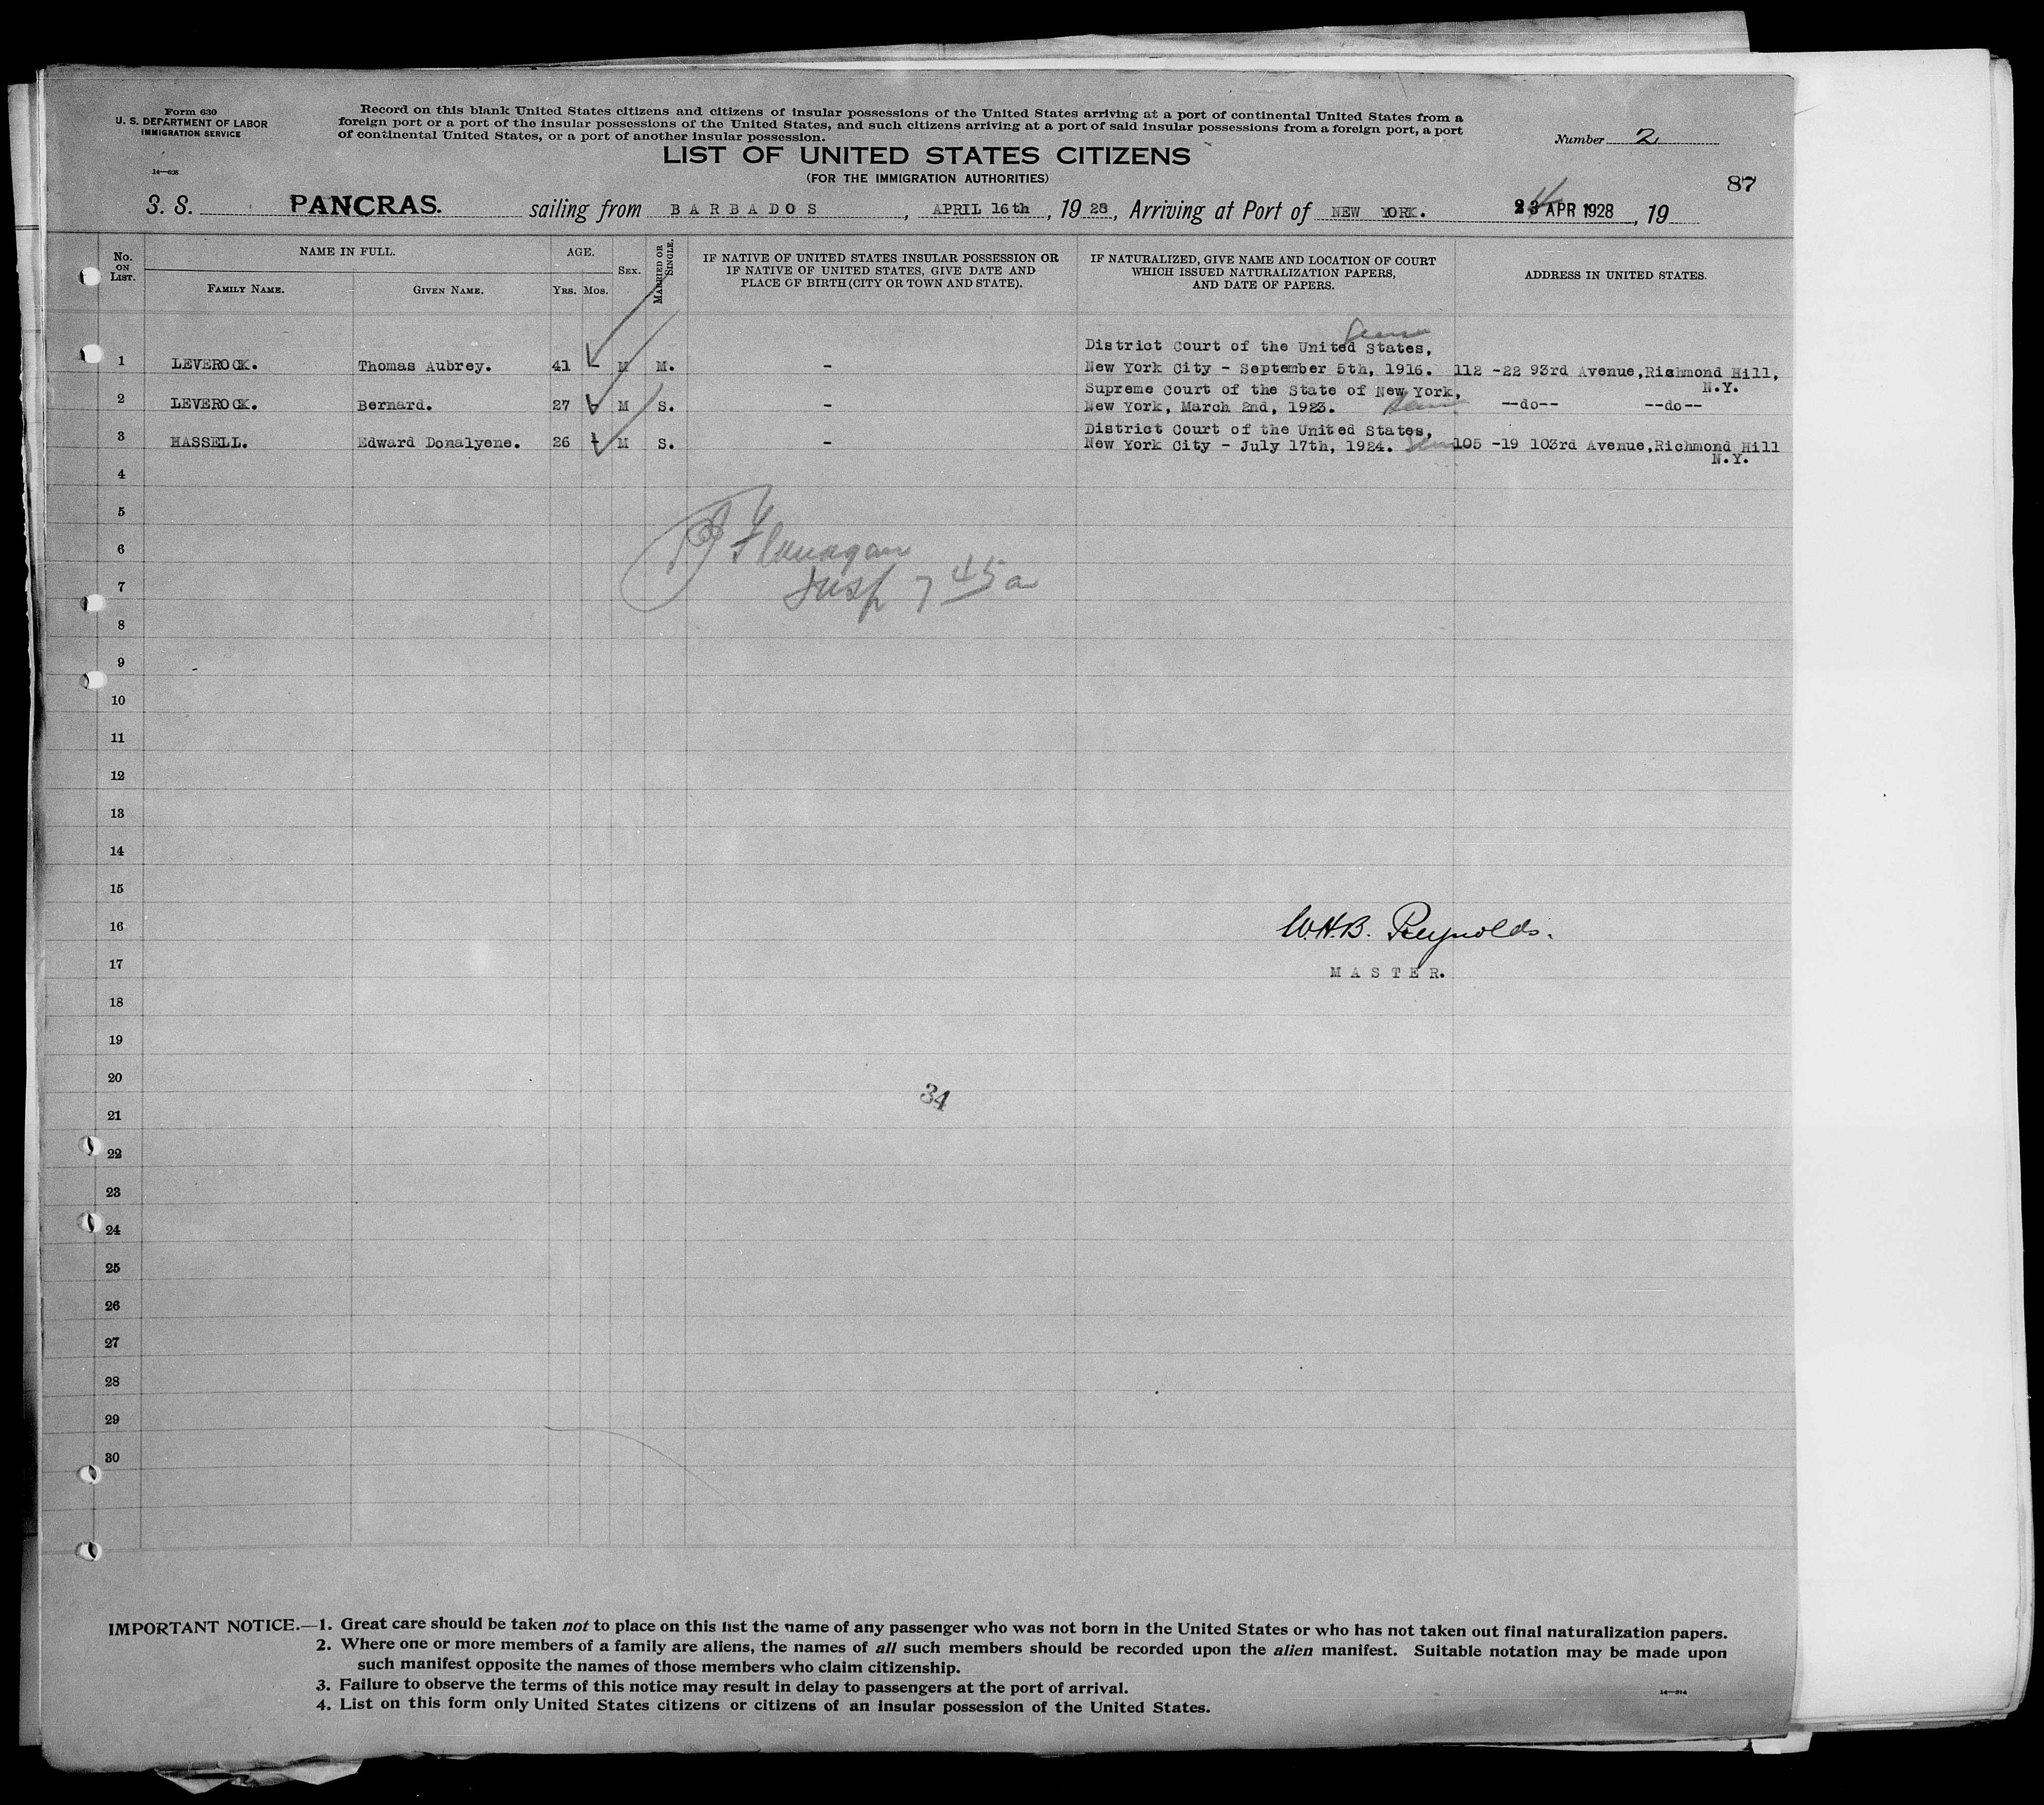 Form 630
U. S. DEPARTMENT OF LABOR
IMMIGRATION SERVICE
14—608
Record on this blank United States citizens and citizens of insular possessions of the United States arriving at a port of continental United States from a
foreign port or a port of the insular possessions of the United States, and such citizens arriving at a port of said insular possessions from a foreign port, a port
of continental United States, or a port of another insular possession.
Number 2
LIST OF UNITED STATES CITIZENS
(FOR THE IMMIGRATION AUTHORITIES)
87
S. S. PANCRAS. sailing from BARBADOS, APRIL 16th, 1928, Arriving at Port of NEW YORK. 23 APR 1928, 19
No. ON LIST.
NAME IN FULL.
FAMILY NAME.
GIVEN NAME.
AGE.
YRS. MOS.
SEX.
MARRIED OR SINGLE.
IF NATIVE OF UNITED STATES INSULAR POSSESSION OR
IF NATIVE OF UNITED STATES, GIVE DATE AND
PLACE OF BIRTH (CITY OR TOWN AND STATE).
IF NATURALIZED, GIVE NAME AND LOCATION OF COURT
WHICH ISSUED NATURALIZATION PAPERS,
AND DATE OF PAPERS.
ADDRESS IN UNITED STATES.
District Court of the United States,
1 LEVEROCK. Thomas Aubrey. 41 - M M. - New York City - September 5th, 1916. 112 -22 93rd Avenue,Richmond Hill,
N.Y.
Supreme Court of the State of New York,
2 LEVEROCK. Bernard. 27 M S. - New York, March 2nd, 1923. --do-- --do--
District Court of the United States,
3 HASSELL. Edward Donalyene. 26 M S. - New York City - July 17th, 1924. 105 -19 103rd Avenue,Richmond Hill
N.Y.
4
5
6
Flanagan
7
Insp 7 45 a
8
9
10
11
12
13
14
15
16
W.H.B. Reynolds.
17
MASTER.
18
19
20
34
21
22
23
24
25
26
27
28
29
30
IMPORTANT NOTICE.—1. Great care should be taken not to place on this list the name of any passenger who was not born in the United States or who has not taken out final naturalization papers.
2. Where one or more members of a family are aliens, the names of all such members should be recorded upon the alien manifest. Suitable notation may be made upon
such manifest opposite the names of those members who claim citizenship.
3. Failure to observe the terms of this notice may result in delay to passengers at the port of arrival.
4. List on this form only United States citizens or citizens of an insular possession of the United States.
14—914